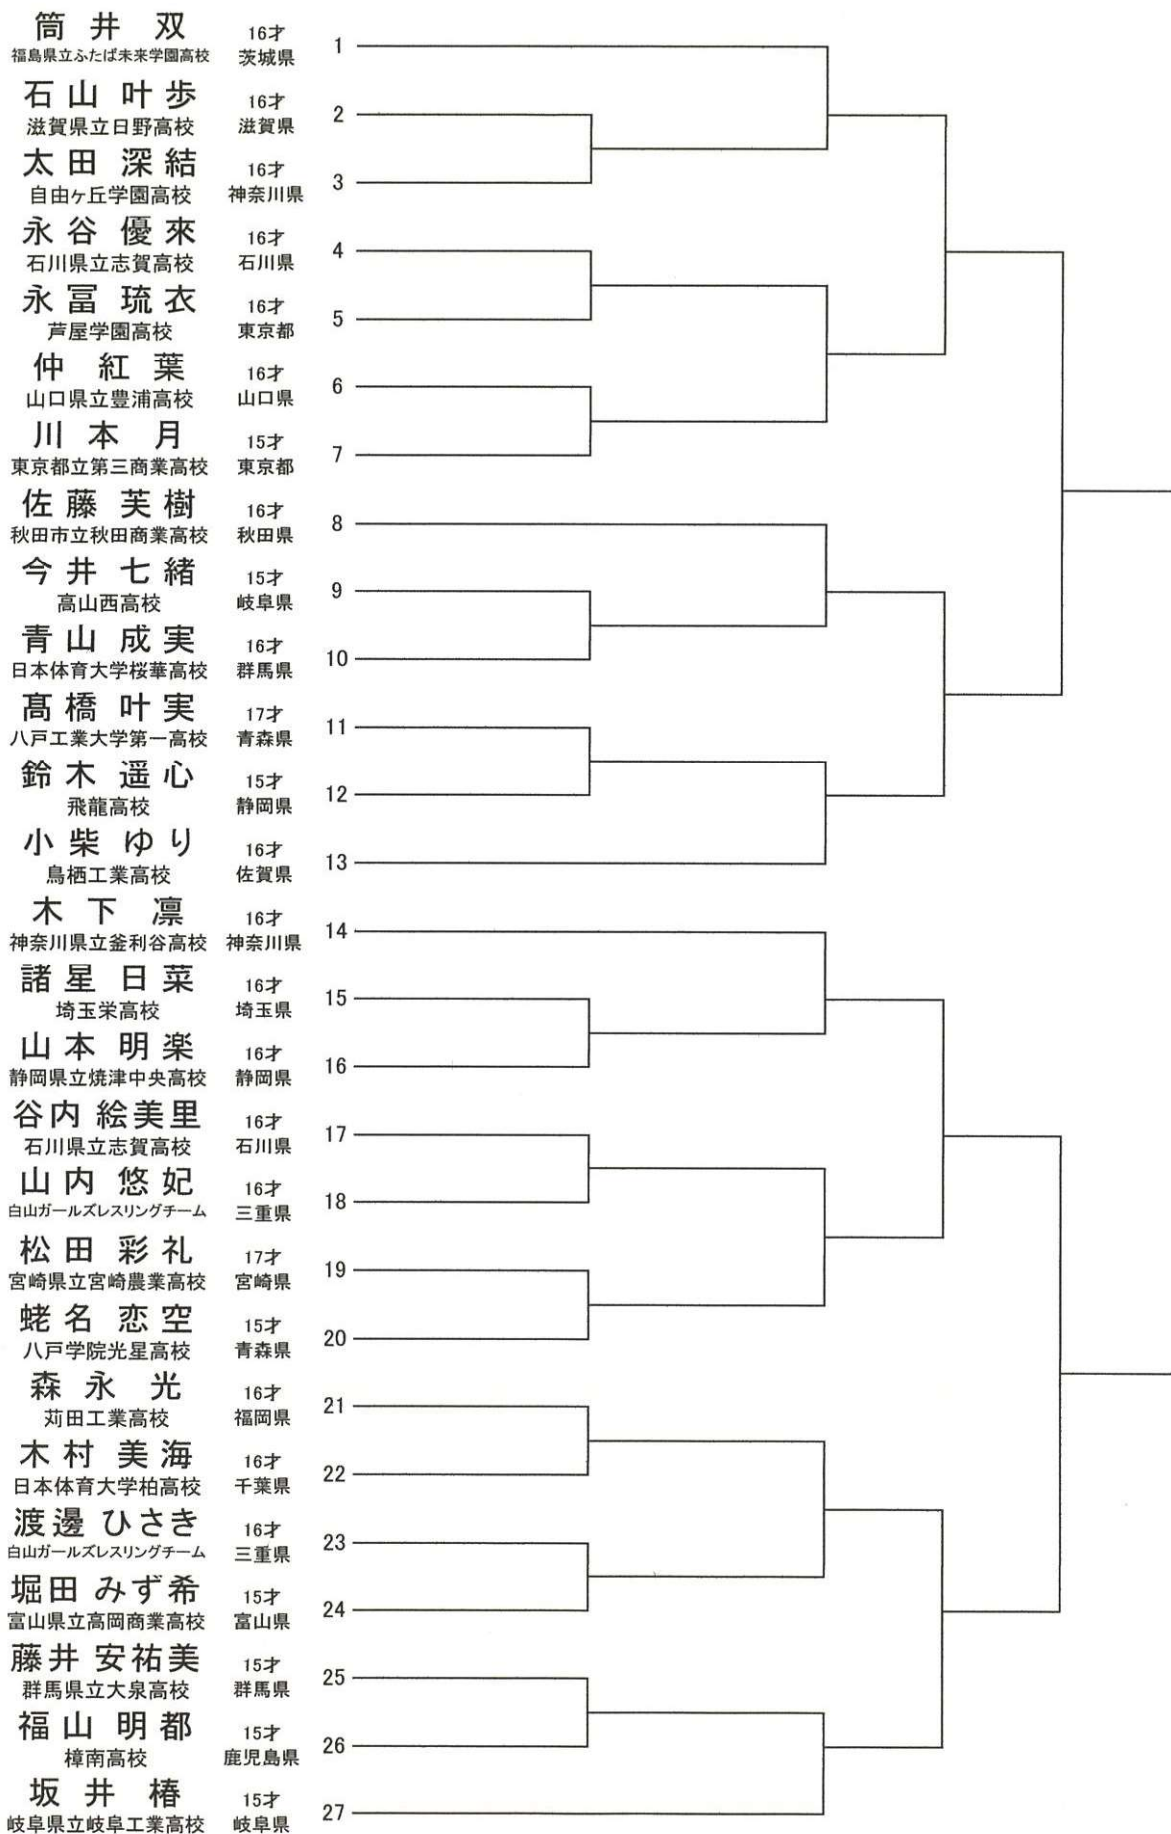 筒井 双 16才
福島県立ふたば未来学園高校 茨城県 1
石山 叶歩 16才
滋賀県立日野高校 滋賀県 2
太田 深結 16才
自由ヶ丘学園高校 神奈川県 3
永谷 優來 16才
石川県立志賀高校 石川県 4
永冨 琉衣 16才
芦屋学園高校 東京都 5
仲 紅葉 16才
山口県立豊浦高校 山口県 6
川本 月 15才
東京都立第三商業高校 東京都 7
佐藤 芙樹 16才
秋田市立秋田商業高校 秋田県 8
今井 七緒 15才
高山西高校 岐阜県 9
青山 成実 16才
日本体育大学桜華高校 群馬県 10
髙橋 叶実 17才
八戸工業大学第一高校 青森県 11
鈴木 遥心 15才
飛龍高校 静岡県 12
小柴 ゆり 16才
鳥栖工業高校 佐賀県 13
木下 凛 16才
神奈川県立釜利谷高校 神奈川県 14
諸星 日菜 16才
埼玉栄高校 埼玉県 15
山本 明楽 16才
静岡県立焼津中央高校 静岡県 16
谷内 絵美里 16才
石川県立志賀高校 石川県 17
山内 悠妃 16才
白山ガールズレスリングチーム 三重県 18
松田 彩礼 17才
宮崎県立宮崎農業高校 宮崎県 19
蛯名 恋空 15才
八戸学院光星高校 青森県 20
森永 光 16才
苅田工業高校 福岡県 21
木村 美海 16才
日本体育大学柏高校 千葉県 22
渡邊 ひさき 16才
白山ガールズレスリングチーム 三重県 23
堀田 みず希 15才
富山県立高岡商業高校 富山県 24
藤井 安祐美 15才
群馬県立大泉高校 群馬県 25
福山 明都 15才
樟南高校 鹿児島県 26
坂井 椿 15才
岐阜県立岐阜工業高校 岐阜県 27